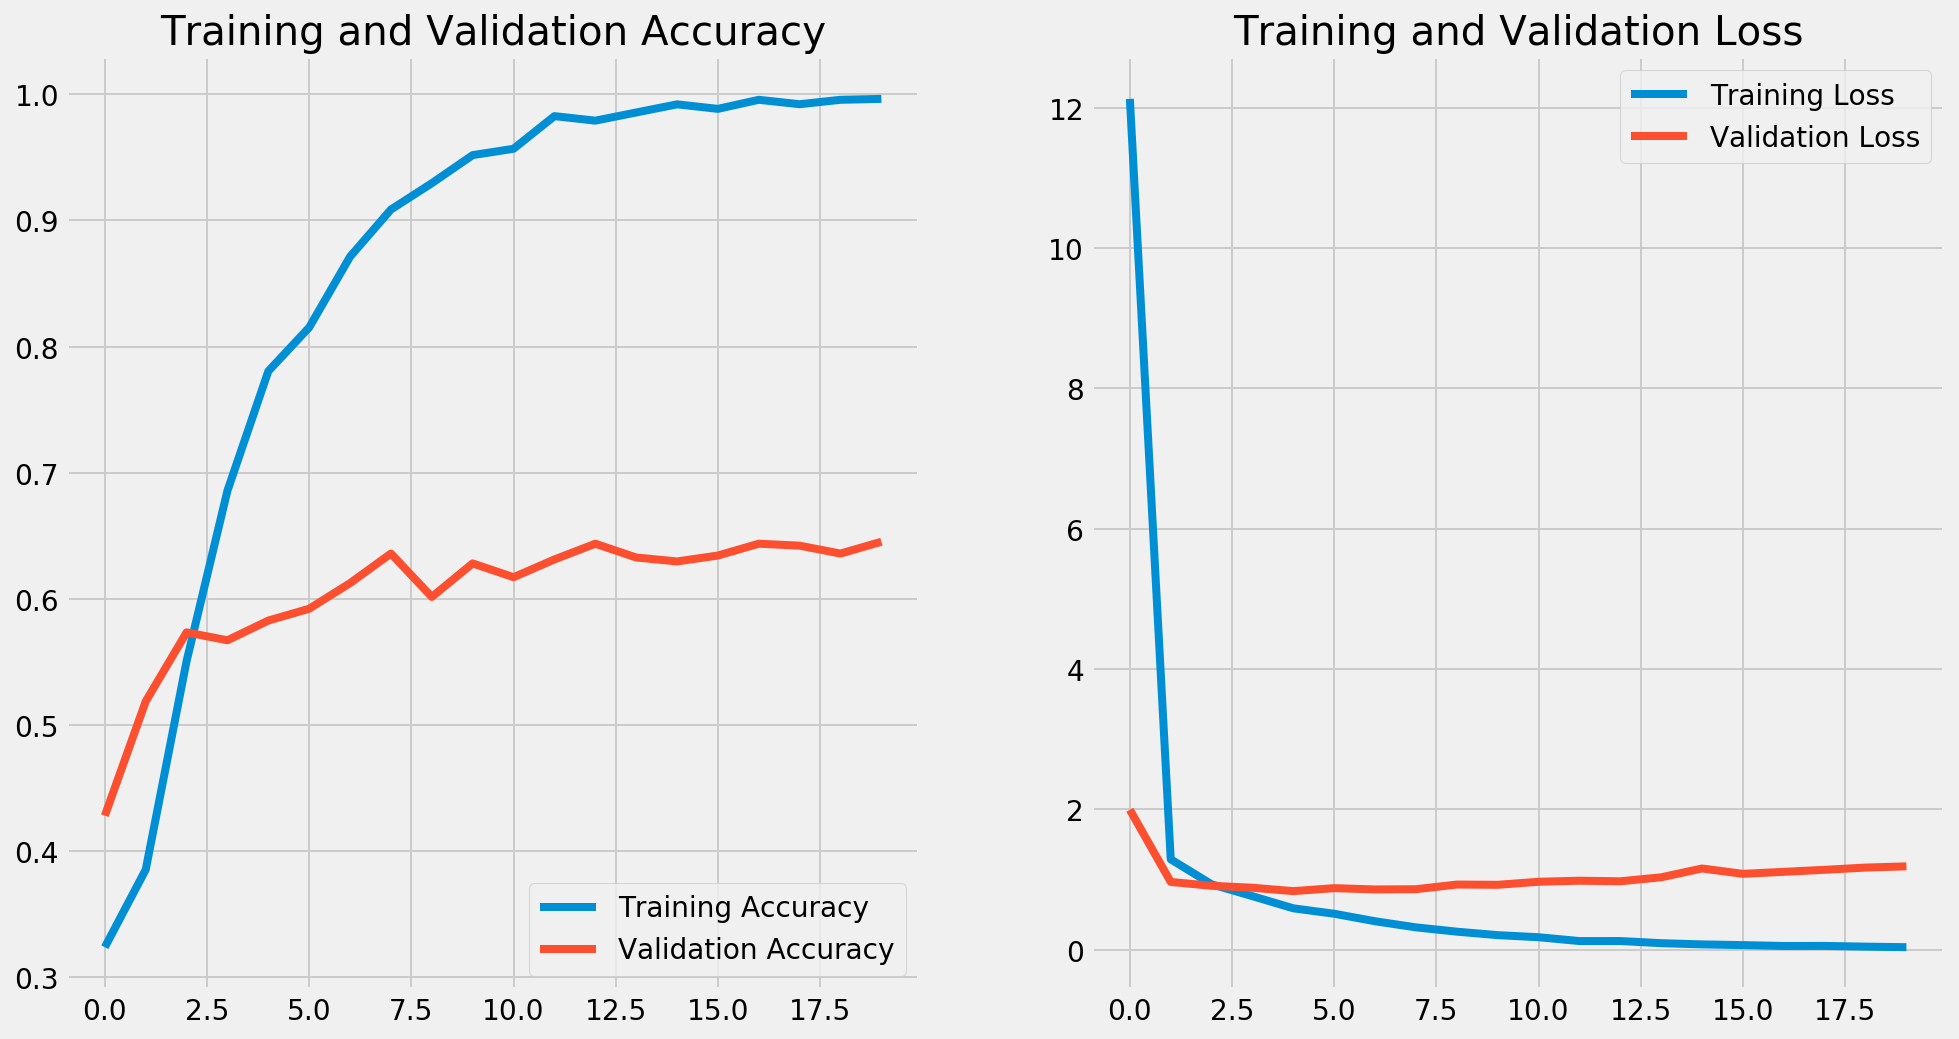 Training and Validation Accuracy
1.0
0.9
0.8
0.7
0.6
0.5
0.4
0.3
Training Accuracy
Validation Accuracy
0.0 2.5 5.0 7.5 10.0 12.5 15.0 17.5
Training and Validation Loss
Training Loss
Validation Loss
12
10
8
6
4
2
0
0.0 2.5 5.0 7.5 10.0 12.5 15.0 17.5